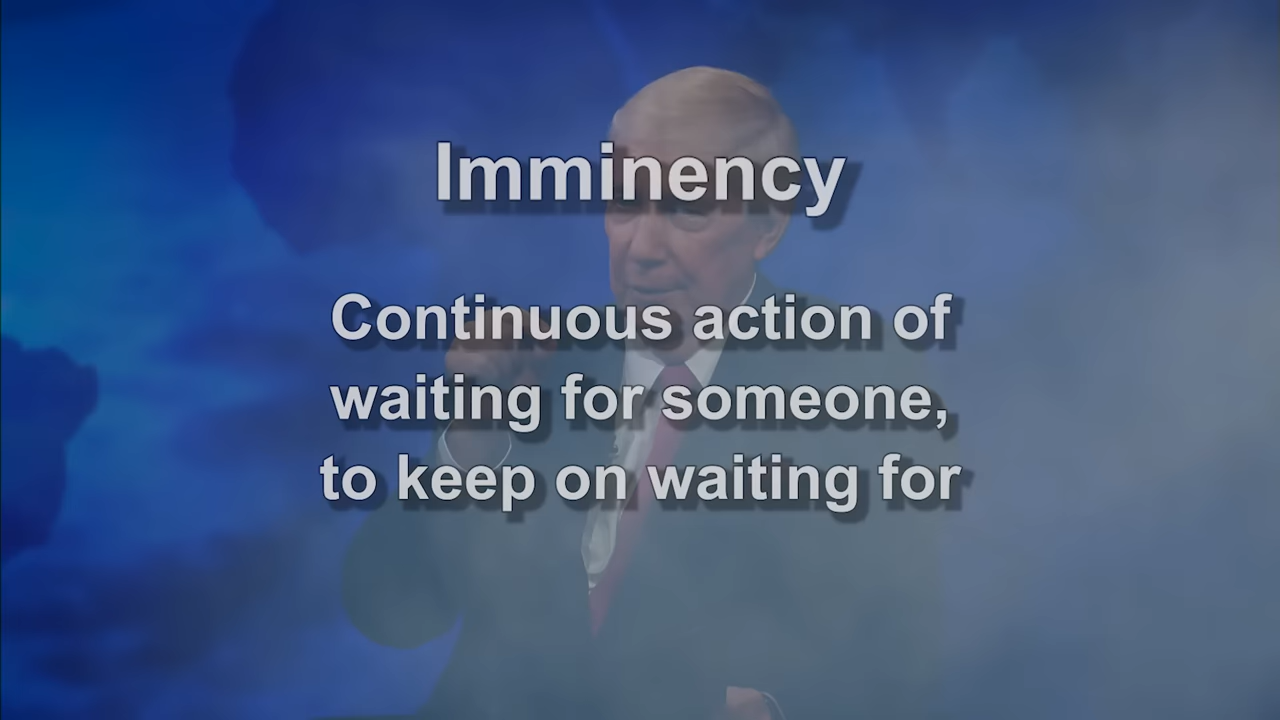 Imminency
Continuous action of
waiting for someone,
to keep on waiting for